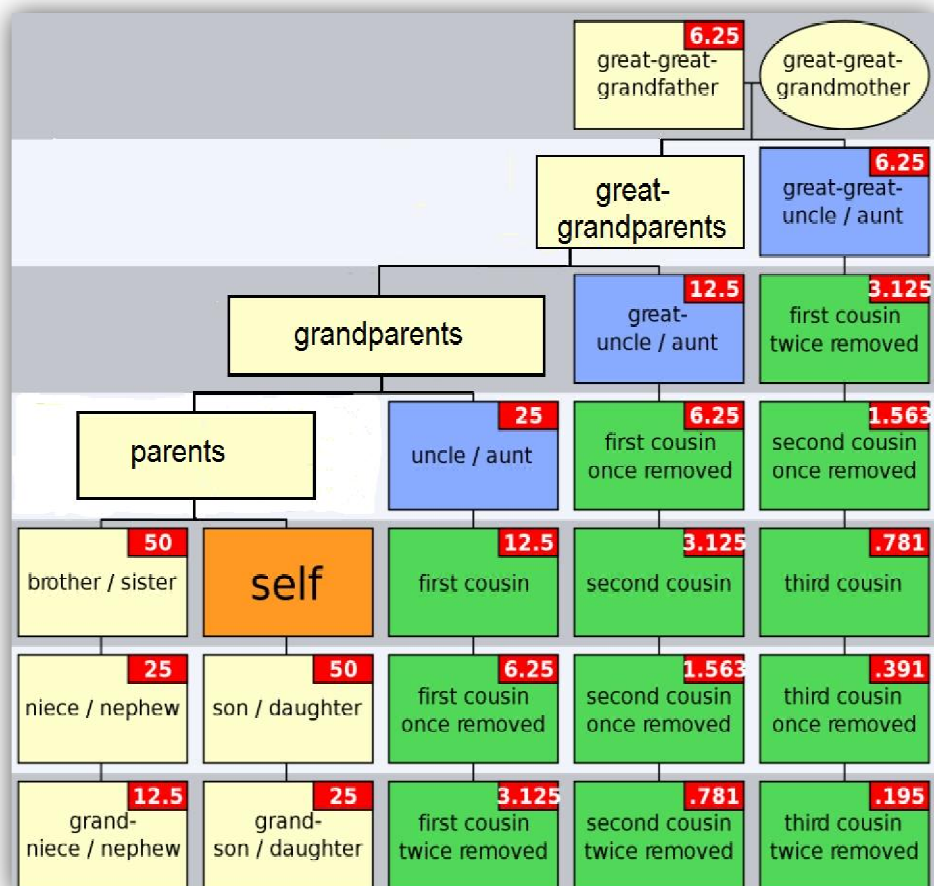 6.25
great-great-
grandfather
great-great-
grandmother
great-
grandparents
6.25
great-great-
uncle / aunt
grandparents
12.5
great-
uncle / aunt
3.125
first cousin
twice removed
parents
25
uncle / aunt
6.25
first cousin
once removed
1.563
second cousin
once removed
50
brother / sister
self
12.5
first cousin
3.125
second cousin
.781
third cousin
25
niece / nephew
50
son / daughter
6.25
first cousin
once removed
1.563
second cousin
once removed
.391
third cousin
once removed
12.5
grand-
niece / nephew
25
grand-
son / daughter
3.125
first cousin
twice removed
.781
second cousin
twice removed
.195
third cousin
twice removed